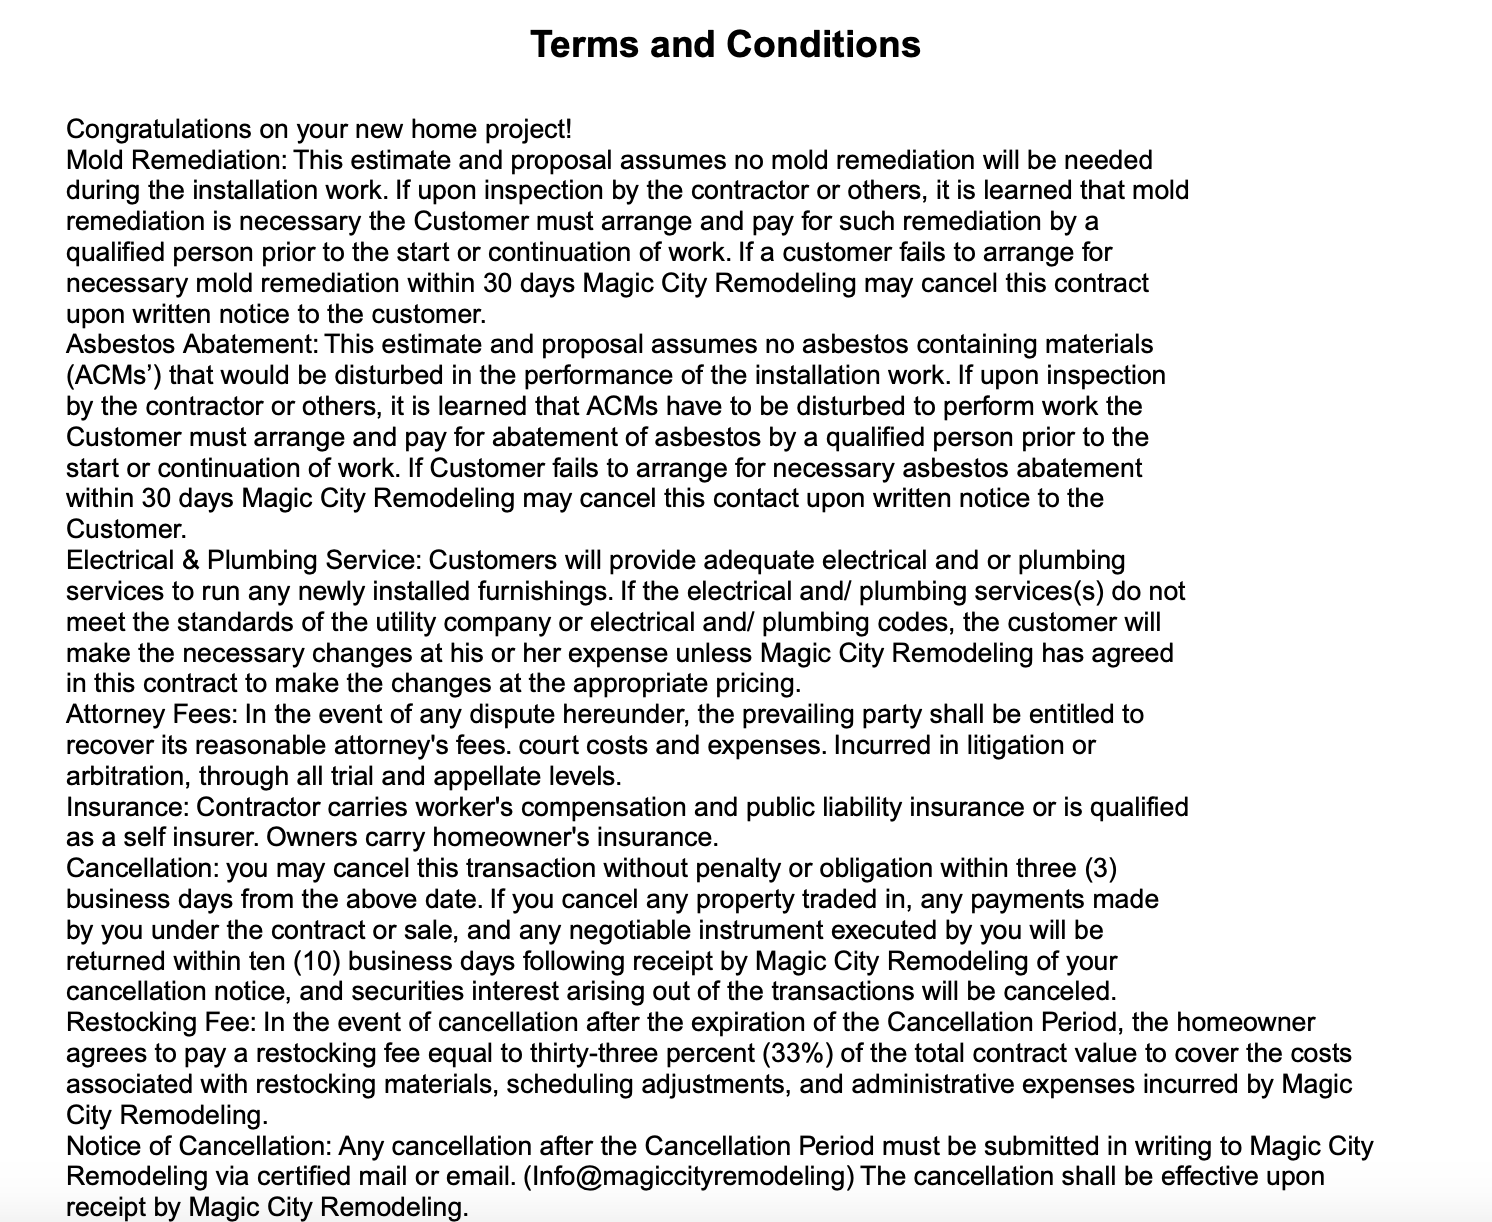 Terms and Conditions
Congratulations on your new home project!
Mold Remediation: This estimate and proposal assumes no mold remediation will be needed
during the installation work. If upon inspection by the contractor or others, it is learned that mold
remediation is necessary the Customer must arrange and pay for such remediation by a
qualified person prior to the start or continuation of work. If a customer fails to arrange for
necessary mold remediation within 30 days Magic City Remodeling may cancel this contract
upon written notice to the customer.
Asbestos Abatement: This estimate and proposal assumes no asbestos containing materials
(ACMs’) that would be disturbed in the performance of the installation work. If upon inspection
by the contractor or others, it is learned that ACMs have to be disturbed to perform work the
Customer must arrange and pay for abatement of asbestos by a qualified person prior to the
start or continuation of work. If Customer fails to arrange for necessary asbestos abatement
within 30 days Magic City Remodeling may cancel this contact upon written notice to the
Customer.
Electrical & Plumbing Service: Customers will provide adequate electrical and or plumbing
services to run any newly installed furnishings. If the electrical and/ plumbing services(s) do not
meet the standards of the utility company or electrical and/ plumbing codes, the customer will
make the necessary changes at his or her expense unless Magic City Remodeling has agreed
in this contract to make the changes at the appropriate pricing.
Attorney Fees: In the event of any dispute hereunder, the prevailing party shall be entitled to
recover its reasonable attorney's fees. court costs and expenses. Incurred in litigation or
arbitration, through all trial and appellate levels.
Insurance: Contractor carries worker's compensation and public liability insurance or is qualified
as a self insurer. Owners carry homeowner's insurance.
Cancellation: you may cancel this transaction without penalty or obligation within three (3)
business days from the above date. If you cancel any property traded in, any payments made
by you under the contract or sale, and any negotiable instrument executed by you will be
returned within ten (10) business days following receipt by Magic City Remodeling of your
cancellation notice, and securities interest arising out of the transactions will be canceled.
Restocking Fee: In the event of cancellation after the expiration of the Cancellation Period, the homeowner
agrees to pay a restocking fee equal to thirty-three percent (33%) of the total contract value to cover the costs
associated with restocking materials, scheduling adjustments, and administrative expenses incurred by Magic
City Remodeling.
Notice of Cancellation: Any cancellation after the Cancellation Period must be submitted in writing to Magic City
Remodeling via certified mail or email. (Info@magiccityremodeling) The cancellation shall be effective upon
receipt by Magic City Remodeling.